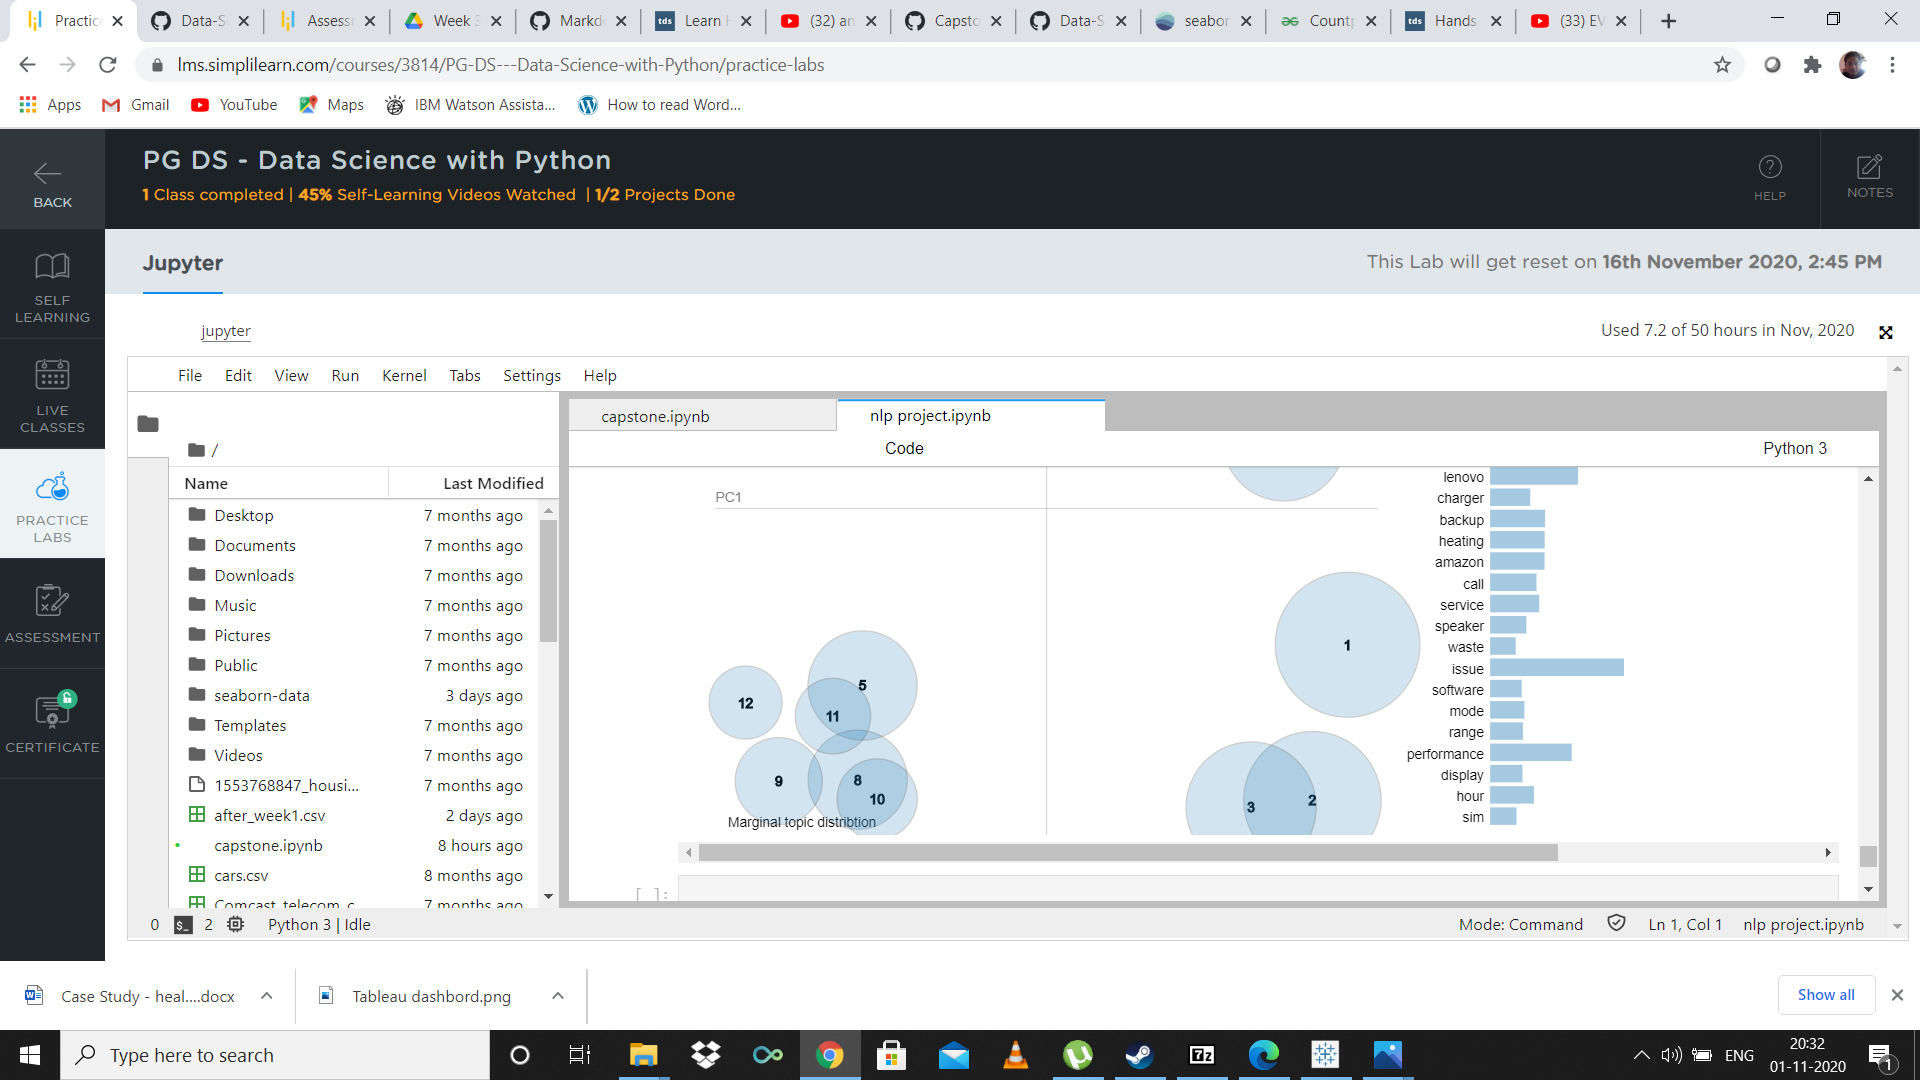 Practic
Data-S
Assess
Week 3
Markd
Learn
(32) an
Capsto
Data-S
seabor
Count
Hands
(33) EV
lms.simplilearn.com/courses/3814/PG-DS---Data-Science-with-Python/practice-labs
Apps
Gmail
YouTube
Maps
IBM Watson Assista...
How to read Word...
BACK
PG DS - Data Science with Python
1 Class completed | 45% Self-Learning Videos Watched | 1/2 Projects Done
HELP
NOTES
SELF
LEARNING
LIVE
CLASSES
PRACTICE
LABS
ASSESSMENT
CERTIFICATE
Jupyter
This Lab will get reset on 16th November 2020, 2:45 PM
jupyter
Used 7.2 of 50 hours in Nov, 2020
File Edit View Run Kernel Tabs Settings Help
/
Name Last Modified
Desktop 7 months ago
Documents 7 months ago
Downloads 7 months ago
Music 7 months ago
Pictures 7 months ago
Public 7 months ago
seaborn-data 3 days ago
Templates 7 months ago
Videos 7 months ago
1553768847_housi... 7 months ago
after_week1.csv 2 days ago
capstone.ipynb 8 hours ago
cars.csv 8 months ago
Comcast_telecom_c 7 months ago
capstone.ipynb
nlp project.ipynb
Code
Python 3
PC1
12
5
11
9
8
10
1
3
2
Marginal topic distribtion
lenovo
charger
backup
heating
amazon
call
service
speaker
waste
issue
software
mode
range
performance
display
hour
sim
[ ]:
0 $_ 2 Python 3 | Idle
Mode: Command Ln 1, Col 1 nlp project.ipynb
Case Study - heal....docx
Tableau dashbord.png
Show all
Type here to search
7z
ENG
20:32
01-11-2020
1